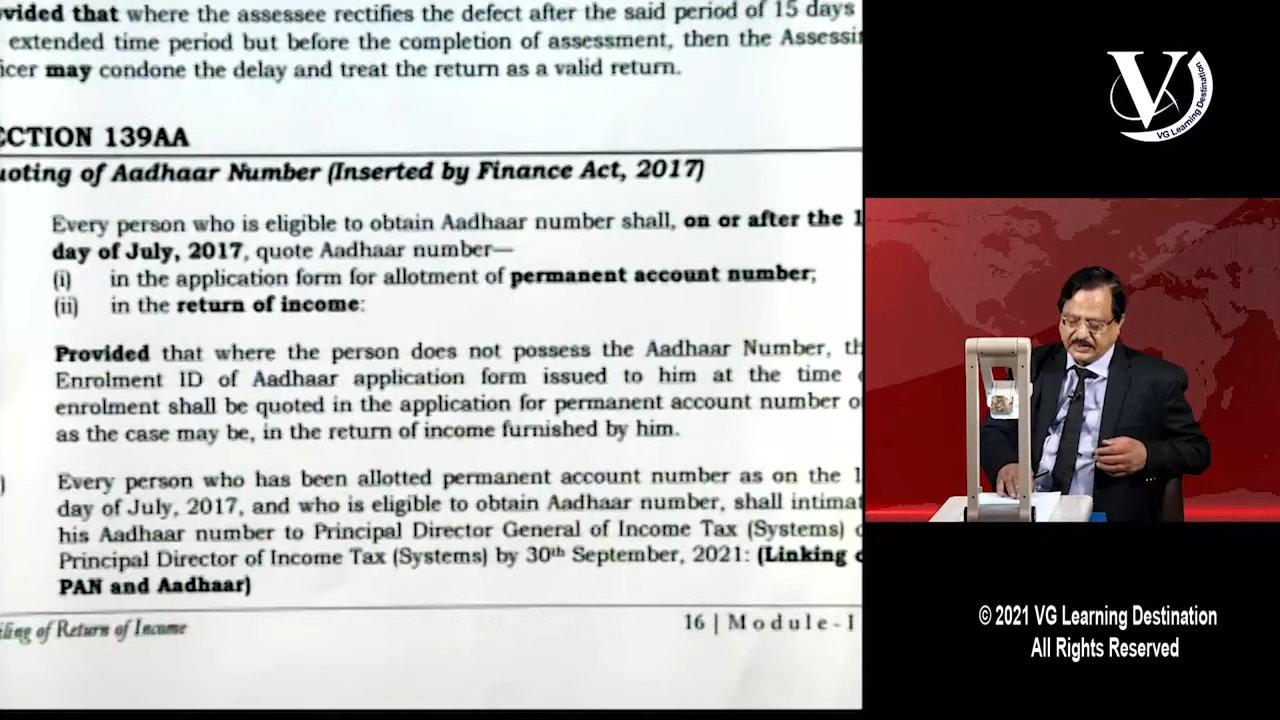 vided that where the assessee rectifies the defect after the said period of 15 days
extended time period but before the completion of assessment, then the Assessi
icer may condone the delay and treat the return as a valid return.
ECTION 139AA
uoting of Aadhaar Number (Inserted by Finance Act, 2017)
Every person who is eligible to obtain Aadhaar number shall, on or after the 1
day of July, 2017, quote Aadhaar number—
(i) in the application form for allotment of permanent account number;
(ii) in the return of income:
Provided that where the person does not possess the Aadhaar Number, th
Enrolment ID of Aadhaar application form issued to him at the time
enrolment shall be quoted in the application for permanent account number o
as the case may be, in the return of income furnished by him.
) Every person who has been allotted permanent account number as on the 1
day of July, 2017, and who is eligible to obtain Aadhaar number, shall intimat
his Aadhaar number to Principal Director General of Income Tax (Systems)
Principal Director of Income Tax (Systems) by 30th September, 2021: (Linking
PAN and Aadhaar)
iling of Return of Income
16 | Module-I
V
VG Learning Destination
© 2021 VG Learning Destination
All Rights Reserved